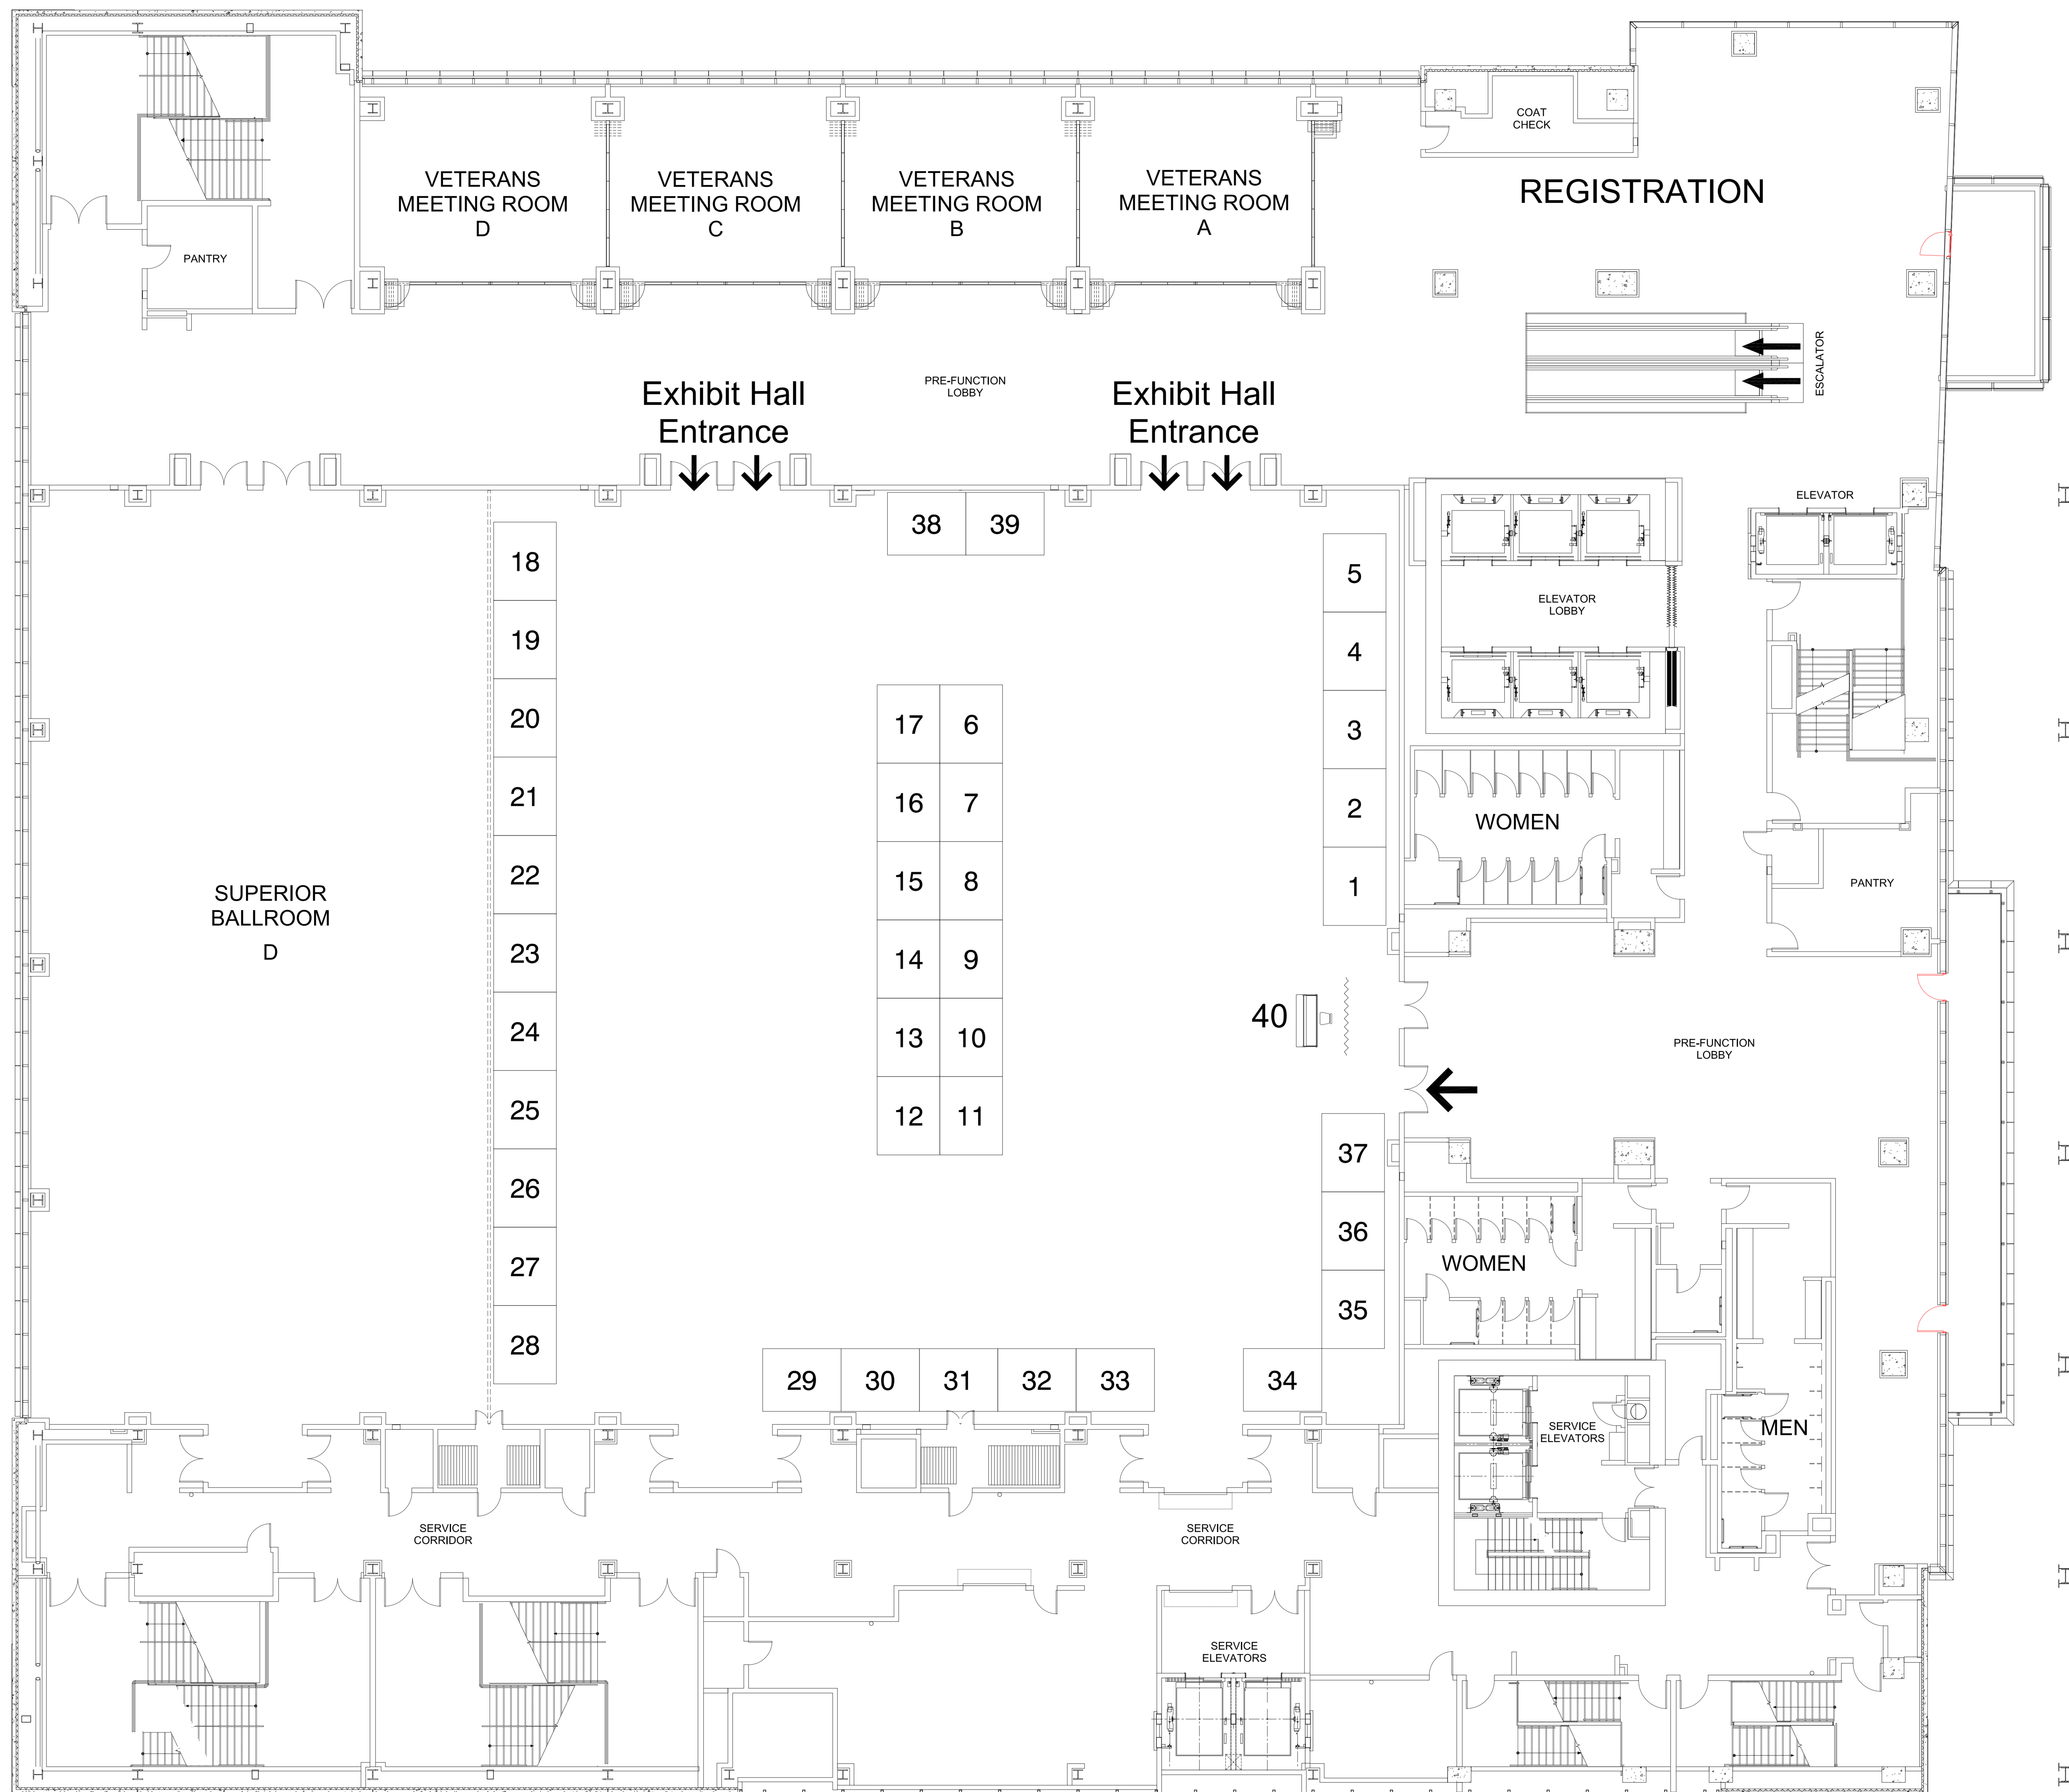 COAT
CHECK
VETERANS
MEETING ROOM
D
VETERANS
MEETING ROOM
C
VETERANS
MEETING ROOM
B
VETERANS
MEETING ROOM
A
REGISTRATION
PANTRY
ESCALATOR
PRE-FUNCTION
LOBBY
Exhibit Hall
Entrance
Exhibit Hall
Entrance
ELEVATOR
38
39
18
5
ELEVATOR
LOBBY
19
4
20
17
6
3
21
16
7
2
WOMEN
22
15
8
1
PANTRY
SUPERIOR
BALLROOM
D
23
14
9
24
13
10
40
PRE-FUNCTION
LOBBY
25
12
11
26
37
27
36
WOMEN
28
35
29
30
31
32
33
34
SERVICE
ELEVATORS
MEN
SERVICE
CORRIDOR
SERVICE
CORRIDOR
SERVICE
ELEVATORS